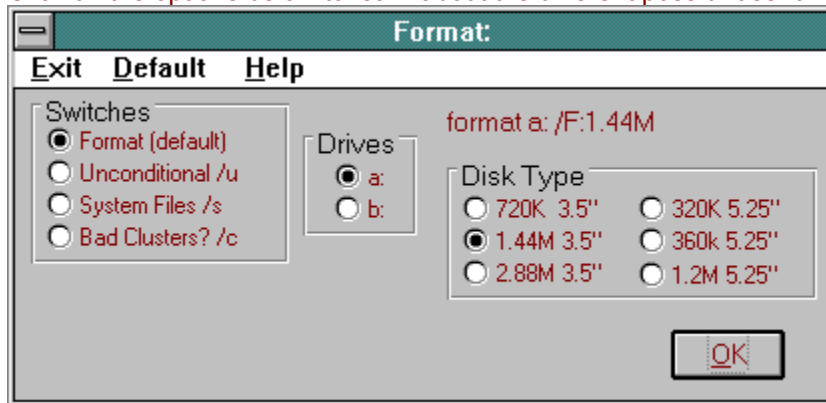 Format:
Exit Default Help
Switches
Format (default)
Unconditional /u
System Files /s
Bad Clusters? /c
Drives
a:
b:
format a: /F:1.44M
Disk Type
720K 3.5"
1.44M 3.5"
2.88M 3.5"
320K 5.25"
360k 5.25"
1.2M 5.25"
OK